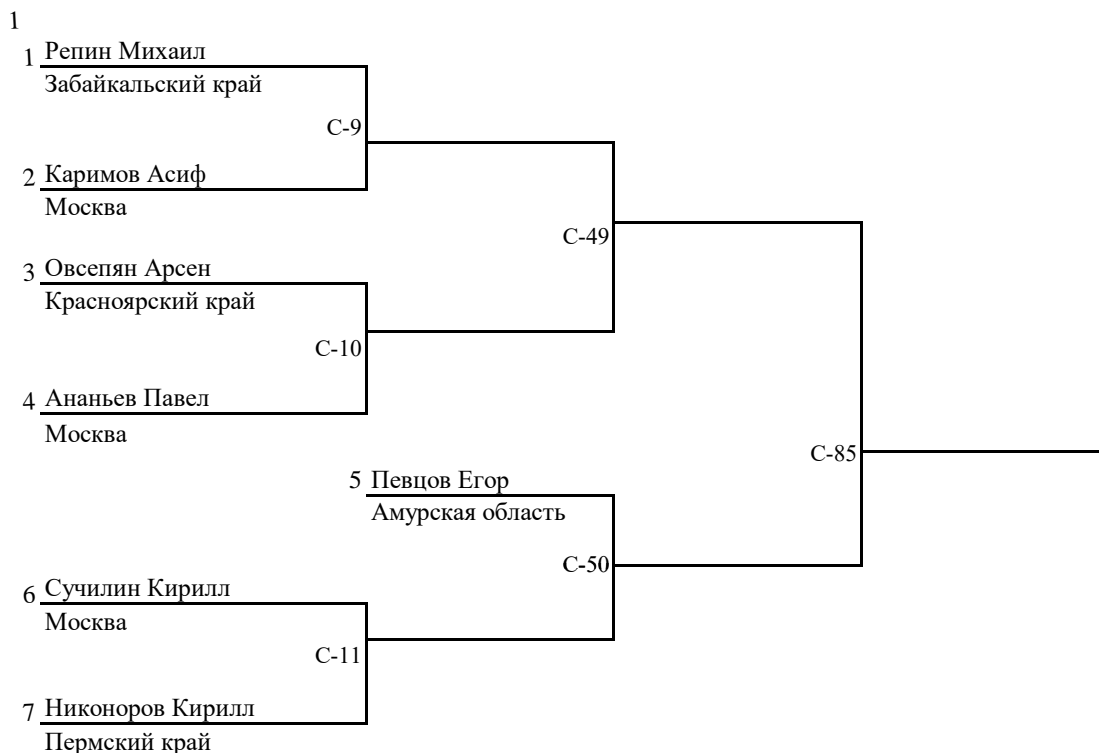 1
1 Репин Михаил
Забайкальский край
С-9
2 Каримов Асиф
Москва
С-49
3 Овсепян Арсен
Красноярский край
С-10
4 Ананьев Павел
Москва
С-85
5 Певцов Егор
Амурская область
С-50
6 Сучилин Кирилл
Москва
С-11
7 Никоноров Кирилл
Пермский край